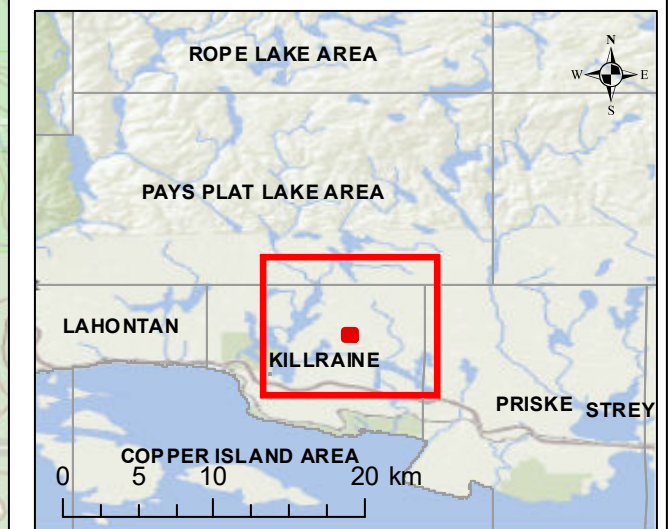 ROPE LAKE AREA
N
W E
S
PAYS PLAT LAKE AREA
LAHONTAN
KILLRAINE
PRISKE STREY
COPPER ISLAND AREA
0 5 10 20 km